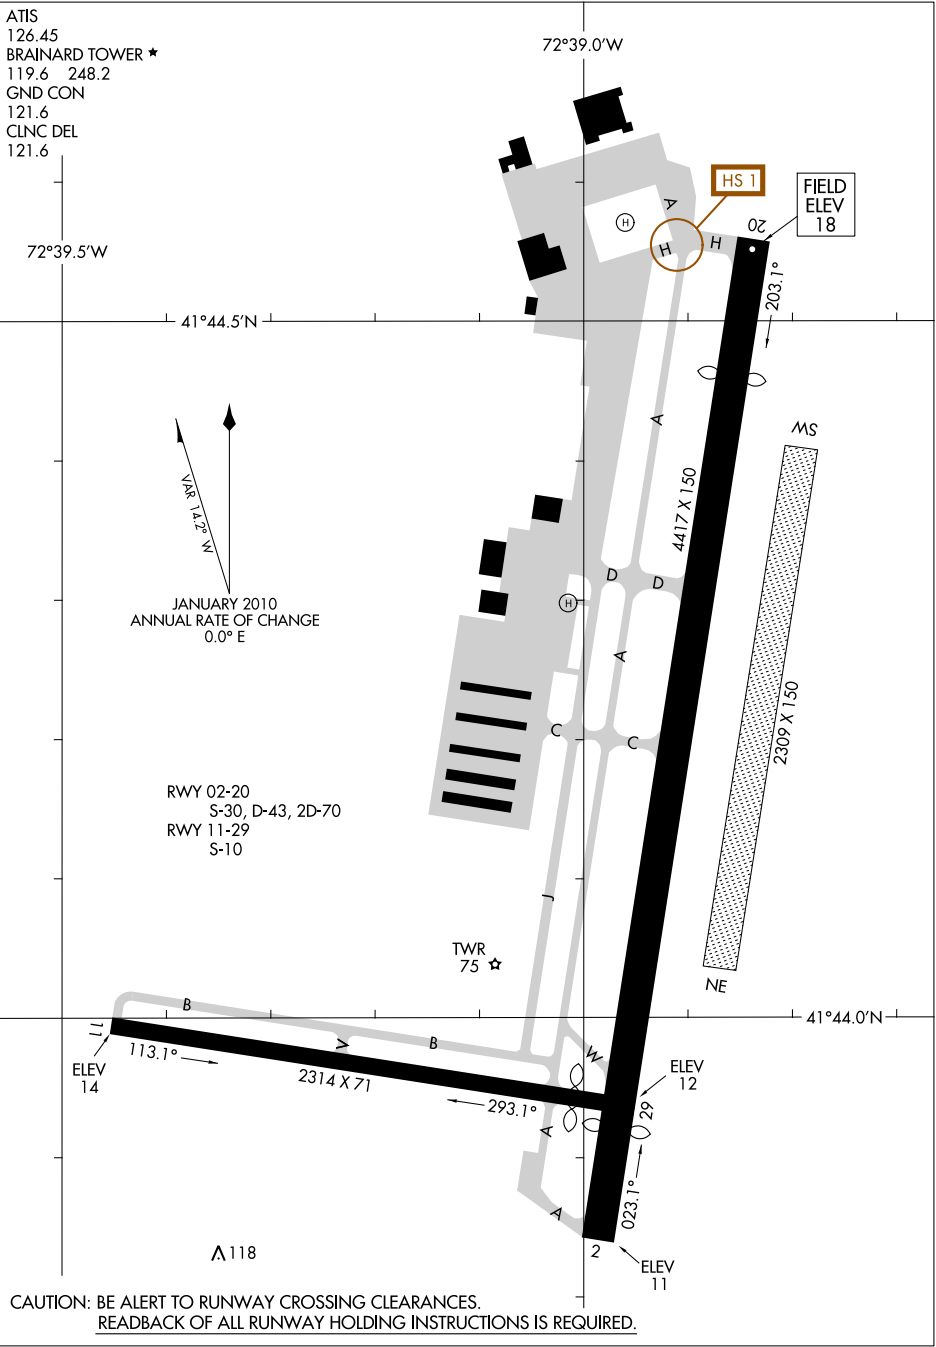 ATIS
126.45
BRAINARD TOWER ★
119.6 248.2
GND CON
121.6
CLNC DEL
121.6
72°39.0'W
HS 1
FIELD
ELEV
18
A
H
H
H
20
72°39.5'W
203.1°
41°44.5'N
A
SW
VAR 14.2° W
4417 X 150
JANUARY 2010
ANNUAL RATE OF CHANGE
0.0° E
D
D
H
A
2309 X 150
C
C
RWY 02-20
S-30, D-43, 2D-70
RWY 11-29
S-10
J
TWR
75
NE
B
41°44.0'N
11
113.1°
V
B
W
ELEV
14
2314 X 71
293.1°
ELEV
12
29
A
023.1°
A
2
ELEV
11
118
CAUTION: BE ALERT TO RUNWAY CROSSING CLEARANCES.
READBACK OF ALL RUNWAY HOLDING INSTRUCTIONS IS REQUIRED.